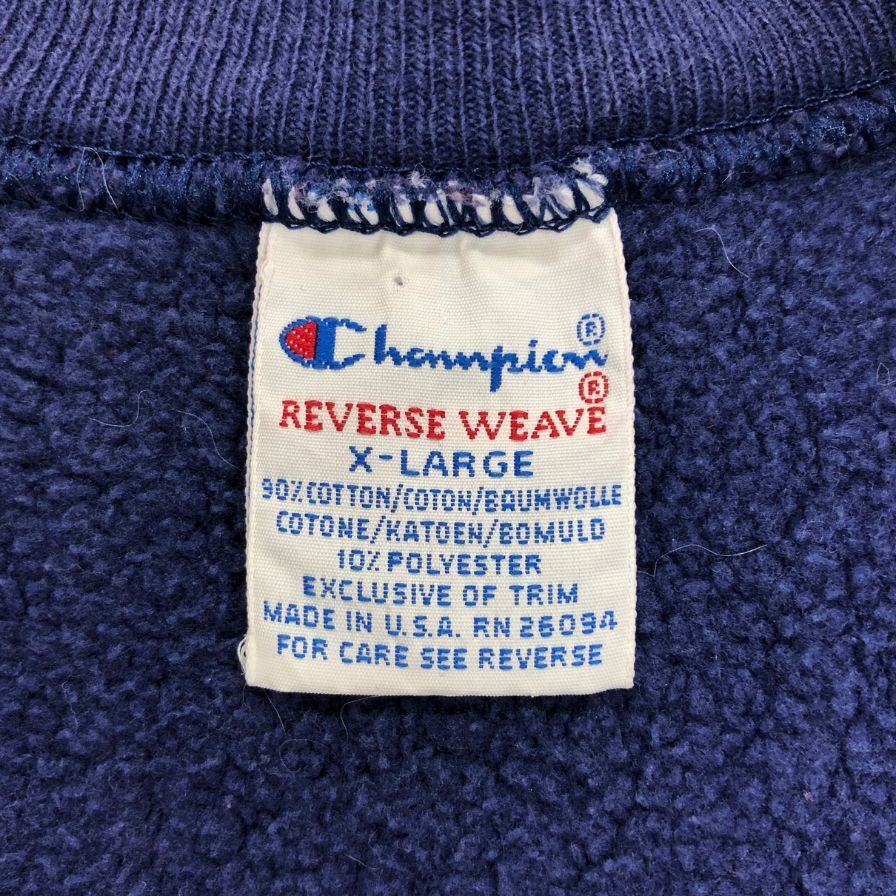 Champion ®
REVERSE WEAVE ®
X-LARGE
90% COTTON/COTON/BAUMWOLLE
COTONE/KATOEN/BOMULD
10% POLYESTER
EXCLUSIVE OF TRIM
MADE IN U.S.A. RN 26094
FOR CARE SEE REVERSE